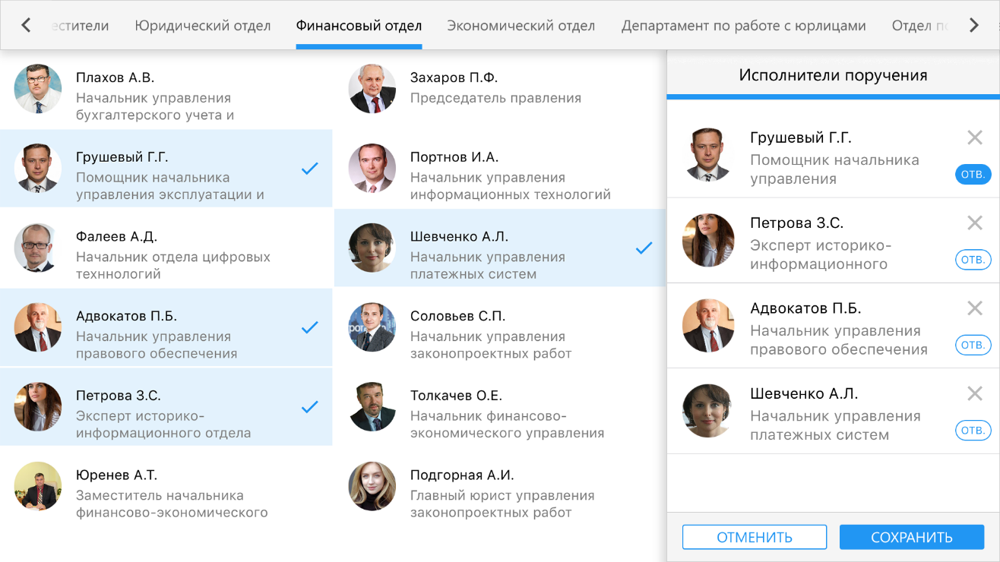 естители
Юридический отдел
Финансовый отдел
Экономический отдел
Департамент по работе с юрлицами
Отдел по
Плахов А.В.
Начальник управления
бухгалтерского учета и
Грушевый Г.Г.
Помощник начальника
управления эксплуатации и
Фалеев А.Д.
Начальник отдела цифровых
техннологий
Адвокатов П.Б.
Начальник управления
правового обеспечения
Петрова З.С.
Эксперт историко-
информационного отдела
Юренев А.Т.
Заместитель начальника
финансово-экономического
Захаров П.Ф.
Председатель правления
Портнов И.А.
Начальник управления
информационных технологий
Шевченко А.Л.
Начальник управления
платежных систем
Соловьев С.П.
Начальник управления
законопроектных работ
Толкачев О.Е.
Начальник финансово-
экономического управления
Подгорная А.И.
Главный юрист управления
законопроектных работ
Исполнители поручения
Грушевый Г.Г.
Помощник начальника
управления
ОТВ.
Петрова З.С.
Эксперт историко-
информационного
ОТВ.
Адвокатов П.Б.
Начальник управления
правового обеспечения
ОТВ.
Шевченко А.Л.
Начальник управления
платежных систем
ОТВ.
ОТМЕНИТЬ
СОХРАНИТЬ